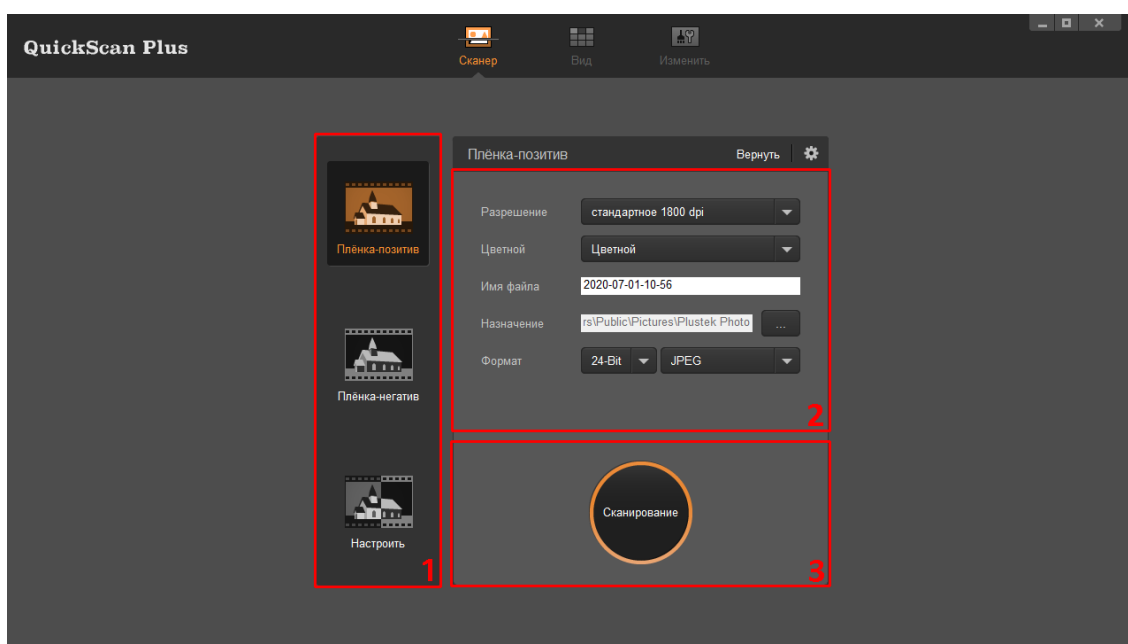 QuickScan Plus
Сканер
Вид
Изменить
Плёнка-позитив
Плёнка-негатив
Настроить
1
Плёнка-позитив
Вернуть
Разрешение
стандартное 1800 dpi
Цветной
Цветной
Имя файла
2020-07-01-10-56
Назначение
rs\Public\Pictures\Plustek Photo
...
Формат
24-Bit
JPEG
2
Сканирование
3